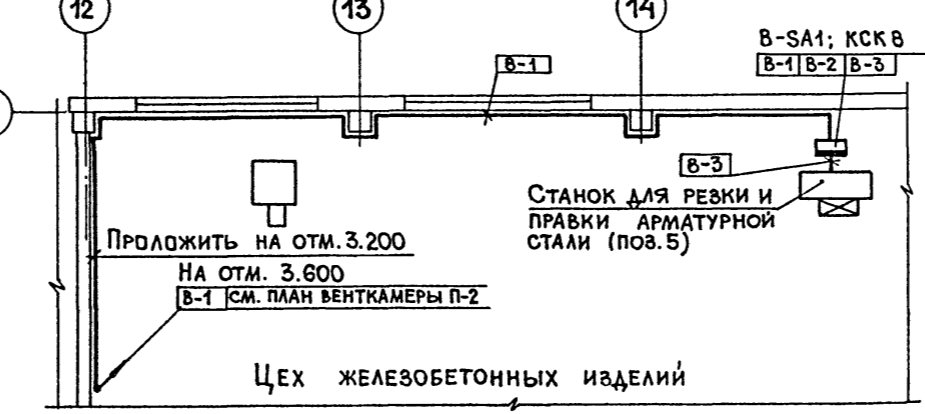 12
13
14
В-SA1; КСК8
В-1 В-2 В-3
В-1
В-3
Станок для резки и
правки арматурной
стали (поз. 5)
Проложить на отм. 3.200
На отм. 3.600
В-1 см. план венткамеры П-2
Цех железобетонных изделий